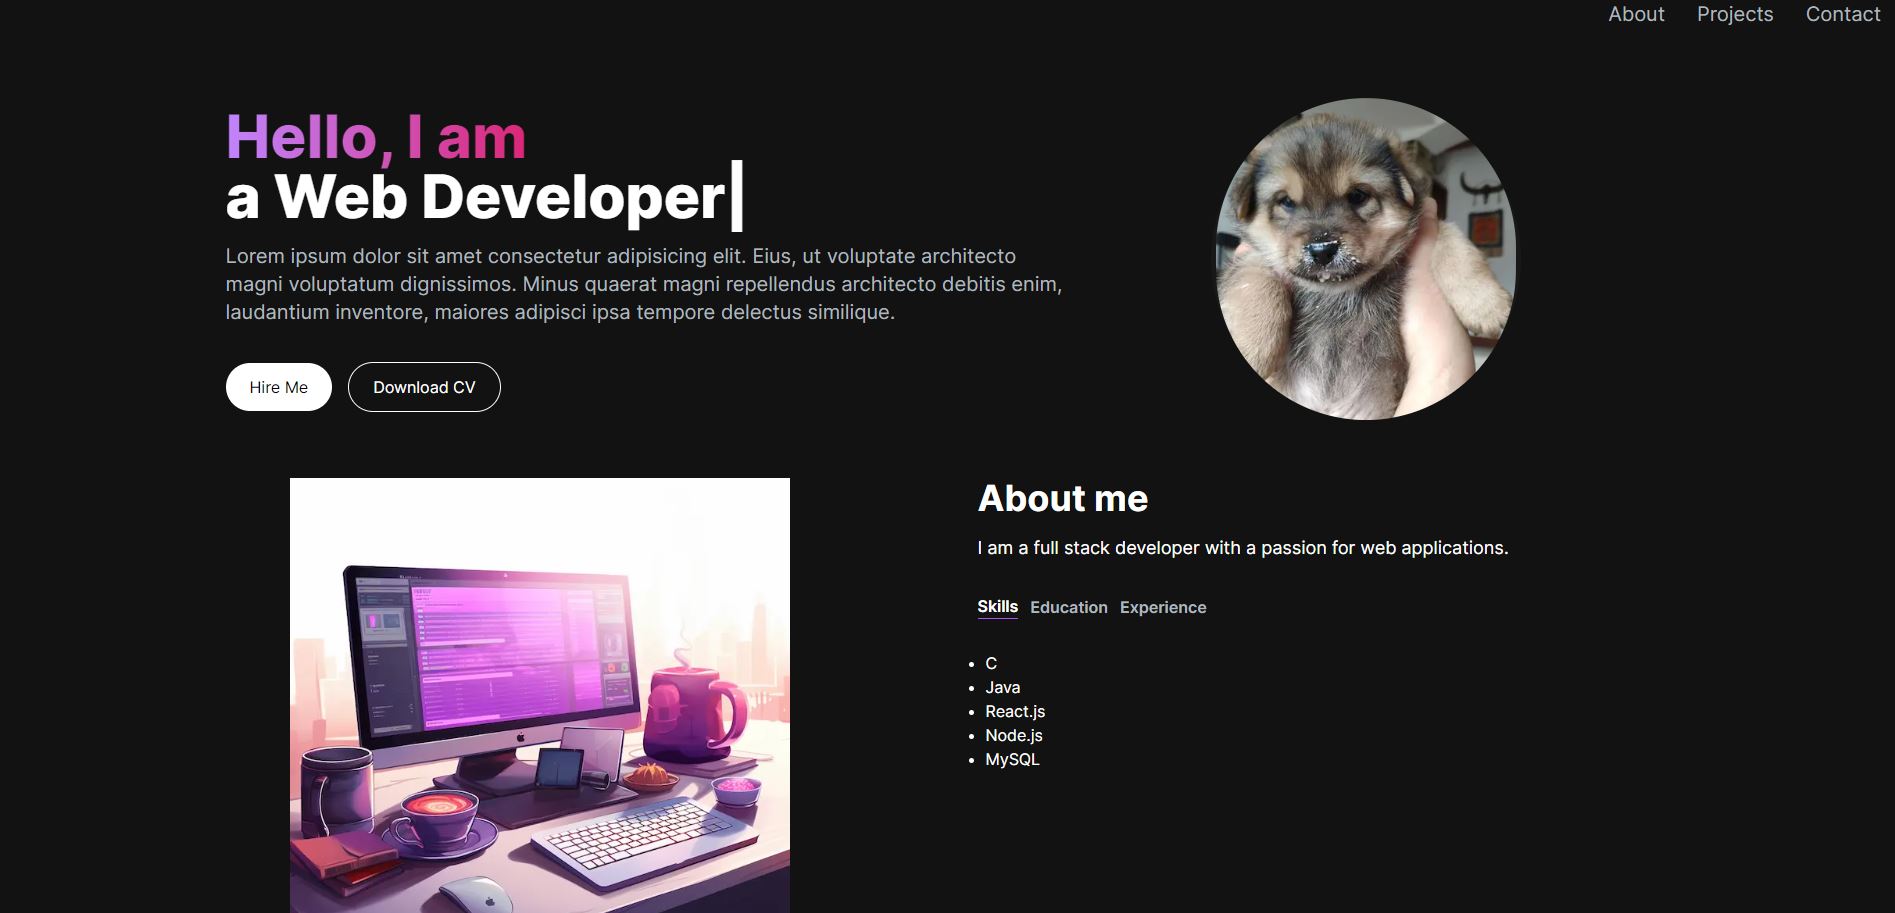 About Projects Contact
Hello, I am
a Web Developer
Lorem ipsum dolor sit amet consectetur adipisicing elit. Eius, ut voluptate architecto
magni voluptatum dignissimos. Minus quaerat magni repellendus architecto debitis enim,
laudantium inventore, maiores adipisci ipsa tempore delectus similique.
Hire Me Download CV
About me
I am a full stack developer with a passion for web applications.
Skills Education Experience
C
Java
React.js
Node.js
MySQL